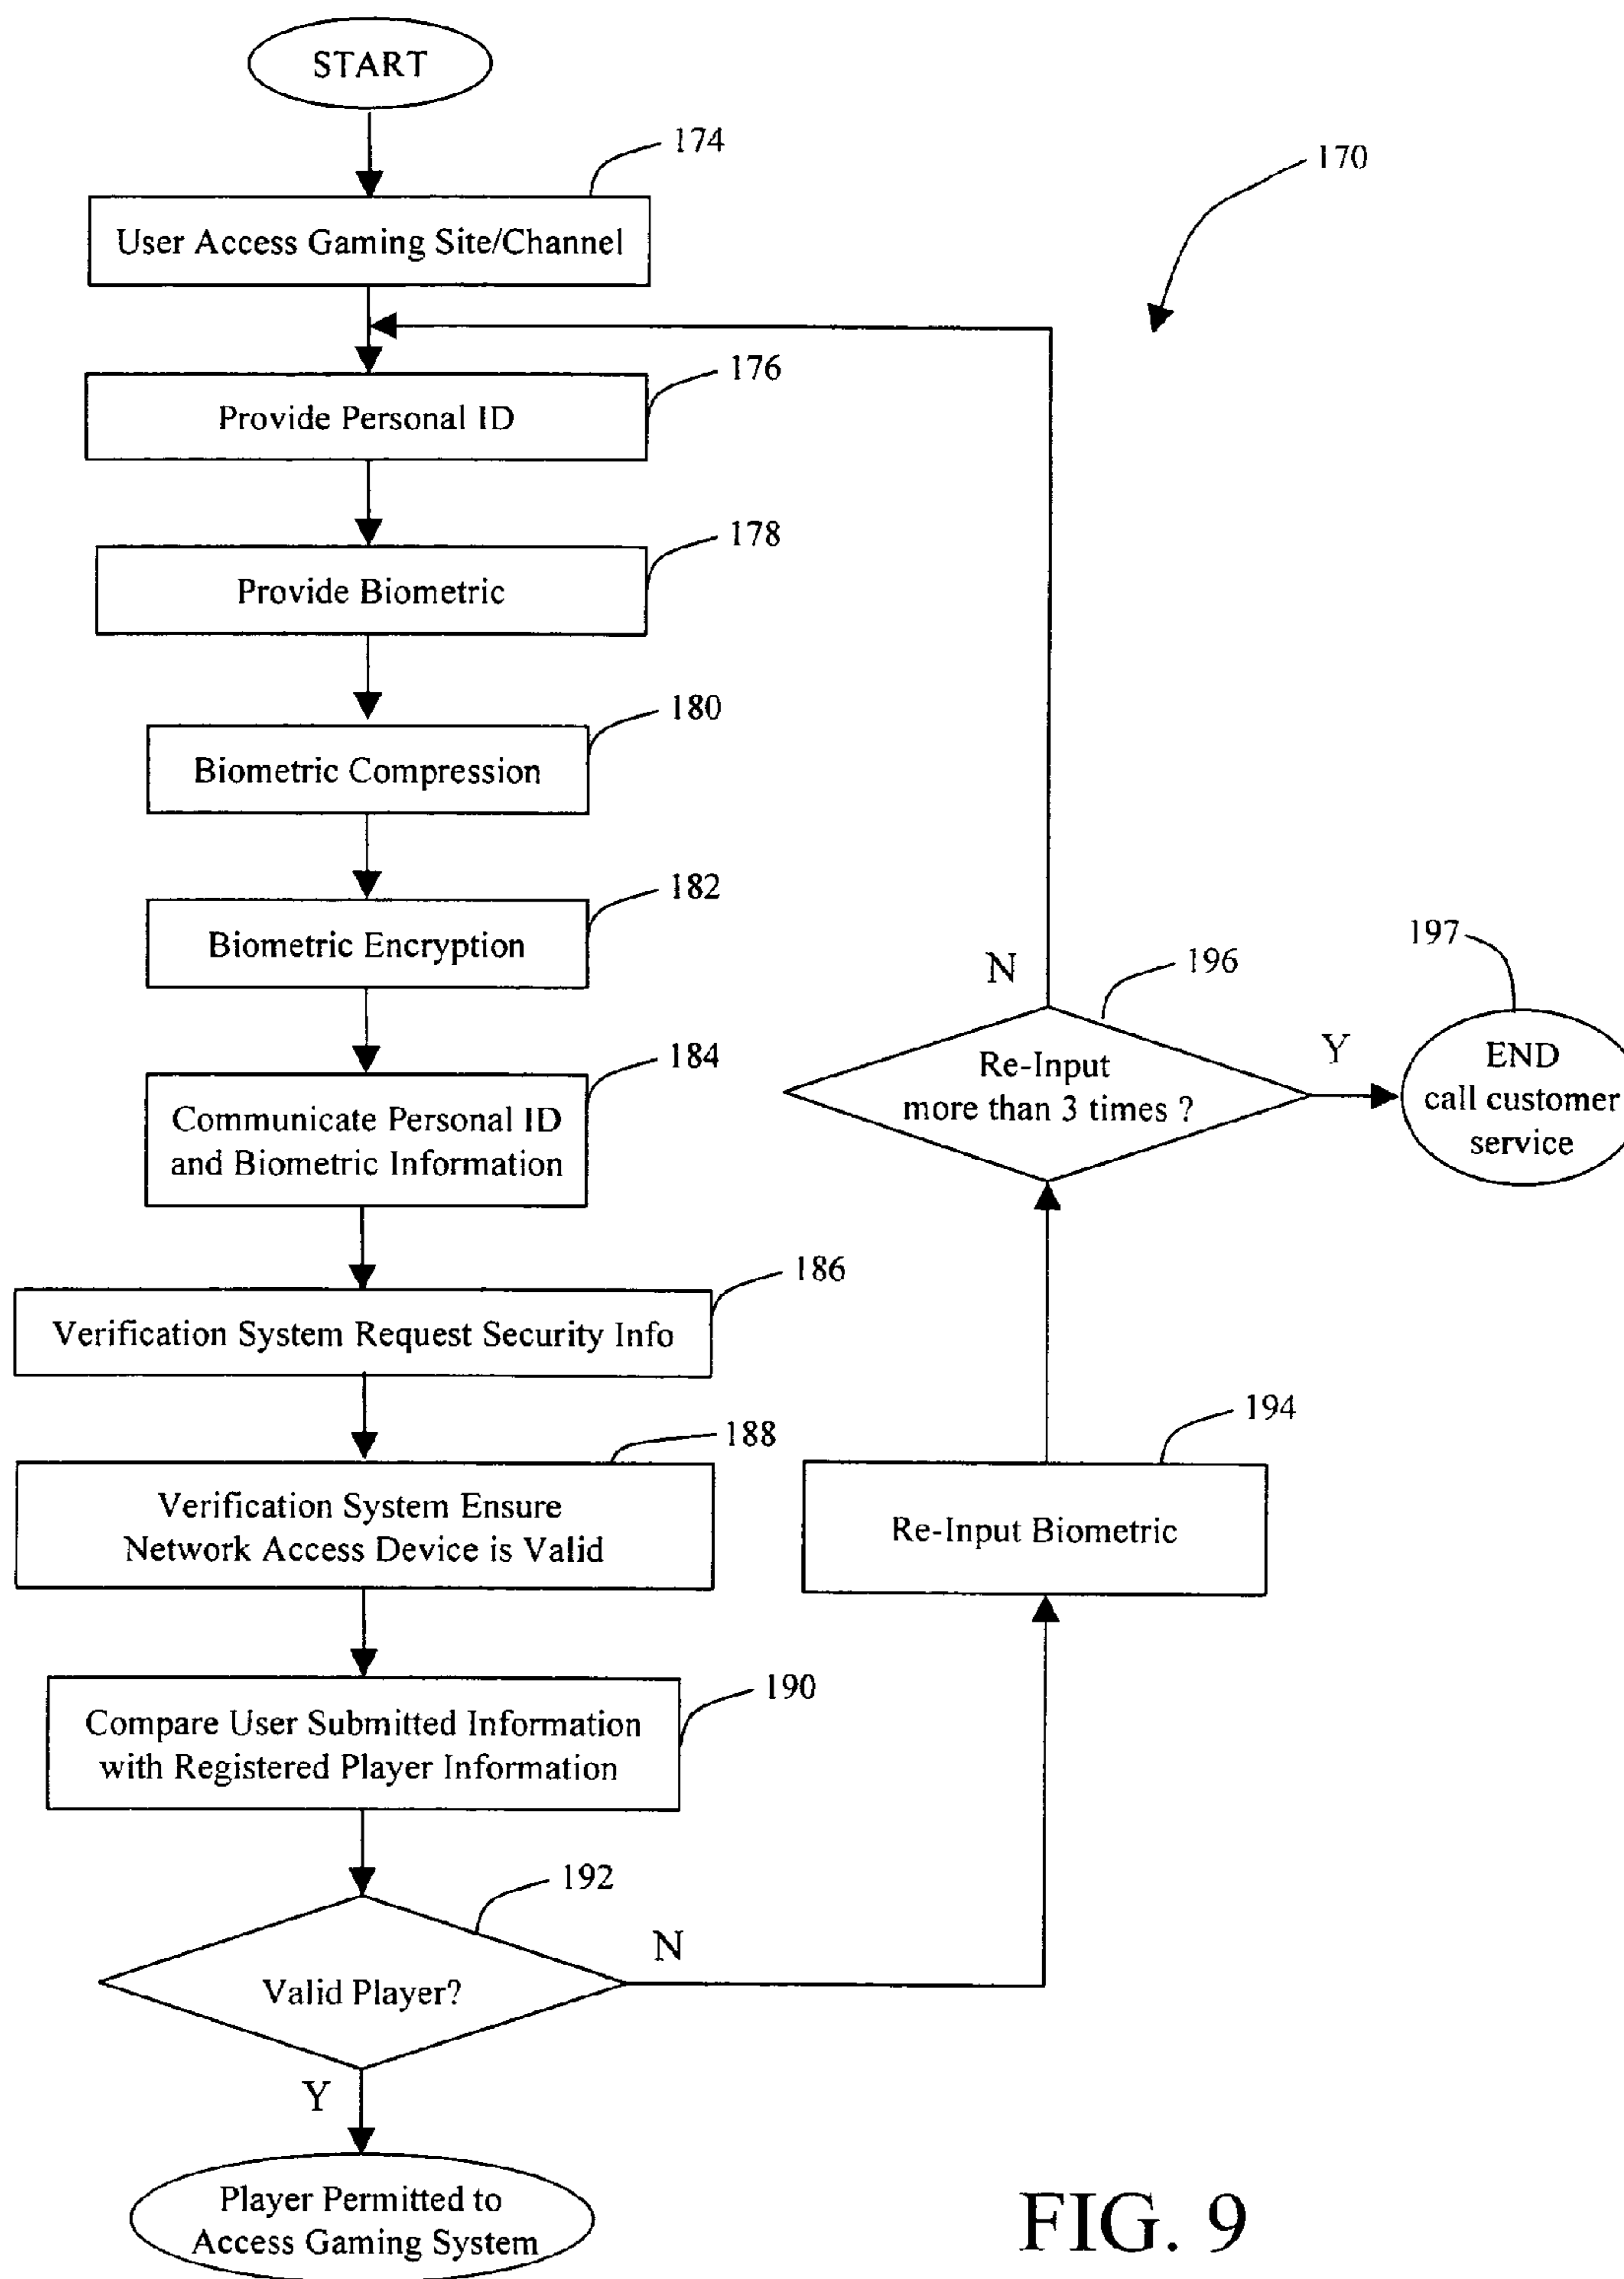 START
174
170
User Access Gaming Site/Channel
176
Provide Personal ID
178
Provide Biometric
180
Biometric Compression
182
Biometric Encryption
184
Communicate Personal ID
and Biometric Information
186
Verification System Request Security Info
188
Verification System Ensure
Network Access Device is Valid
190
Compare User Submitted Information
with Registered Player Information
192
Valid Player?
N
Y
Player Permitted to
Access Gaming System
194
Re-Input Biometric
196
Re-Input
more than 3 times ?
N
Y
197
END
call customer
service
FIG. 9